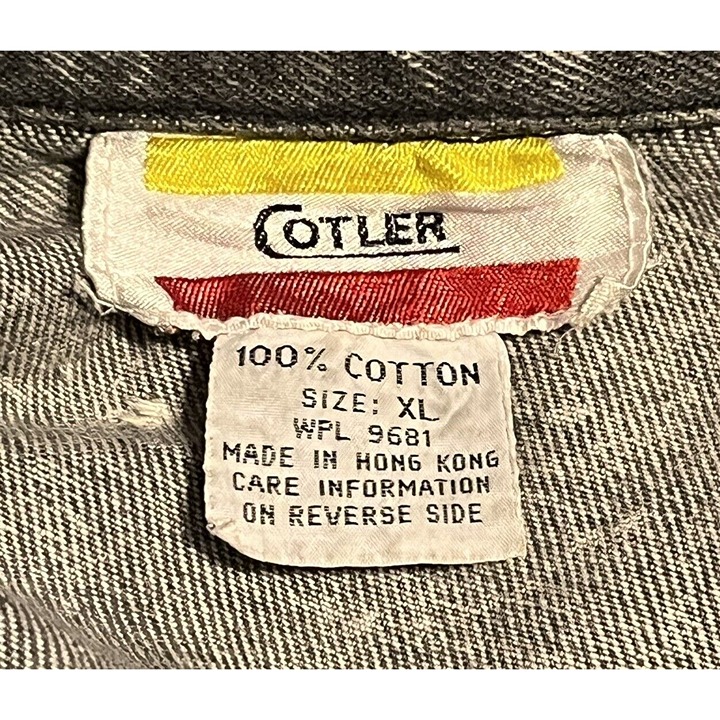 COTLER
100% COTTON
SIZE: XL
WPL 9681
MADE IN HONG KONG
CARE INFORMATION
ON REVERSE SIDE